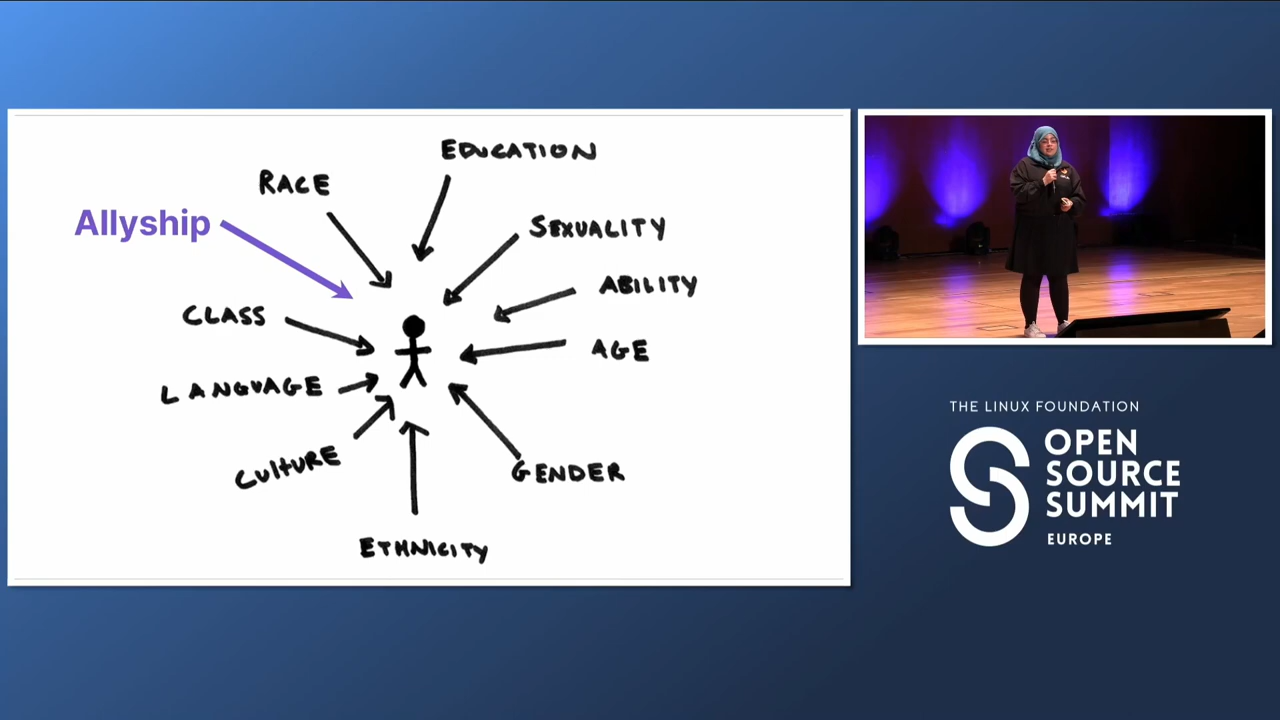 EDUCATION
RACE
Allyship
SEXUALITY
ABILITY
CLASS
AGE
LANGUAGE
CULTURE
GENDER
ETHNICITY
THE LINUX FOUNDATION
OPEN
SOURCE
SUMMIT
EUROPE